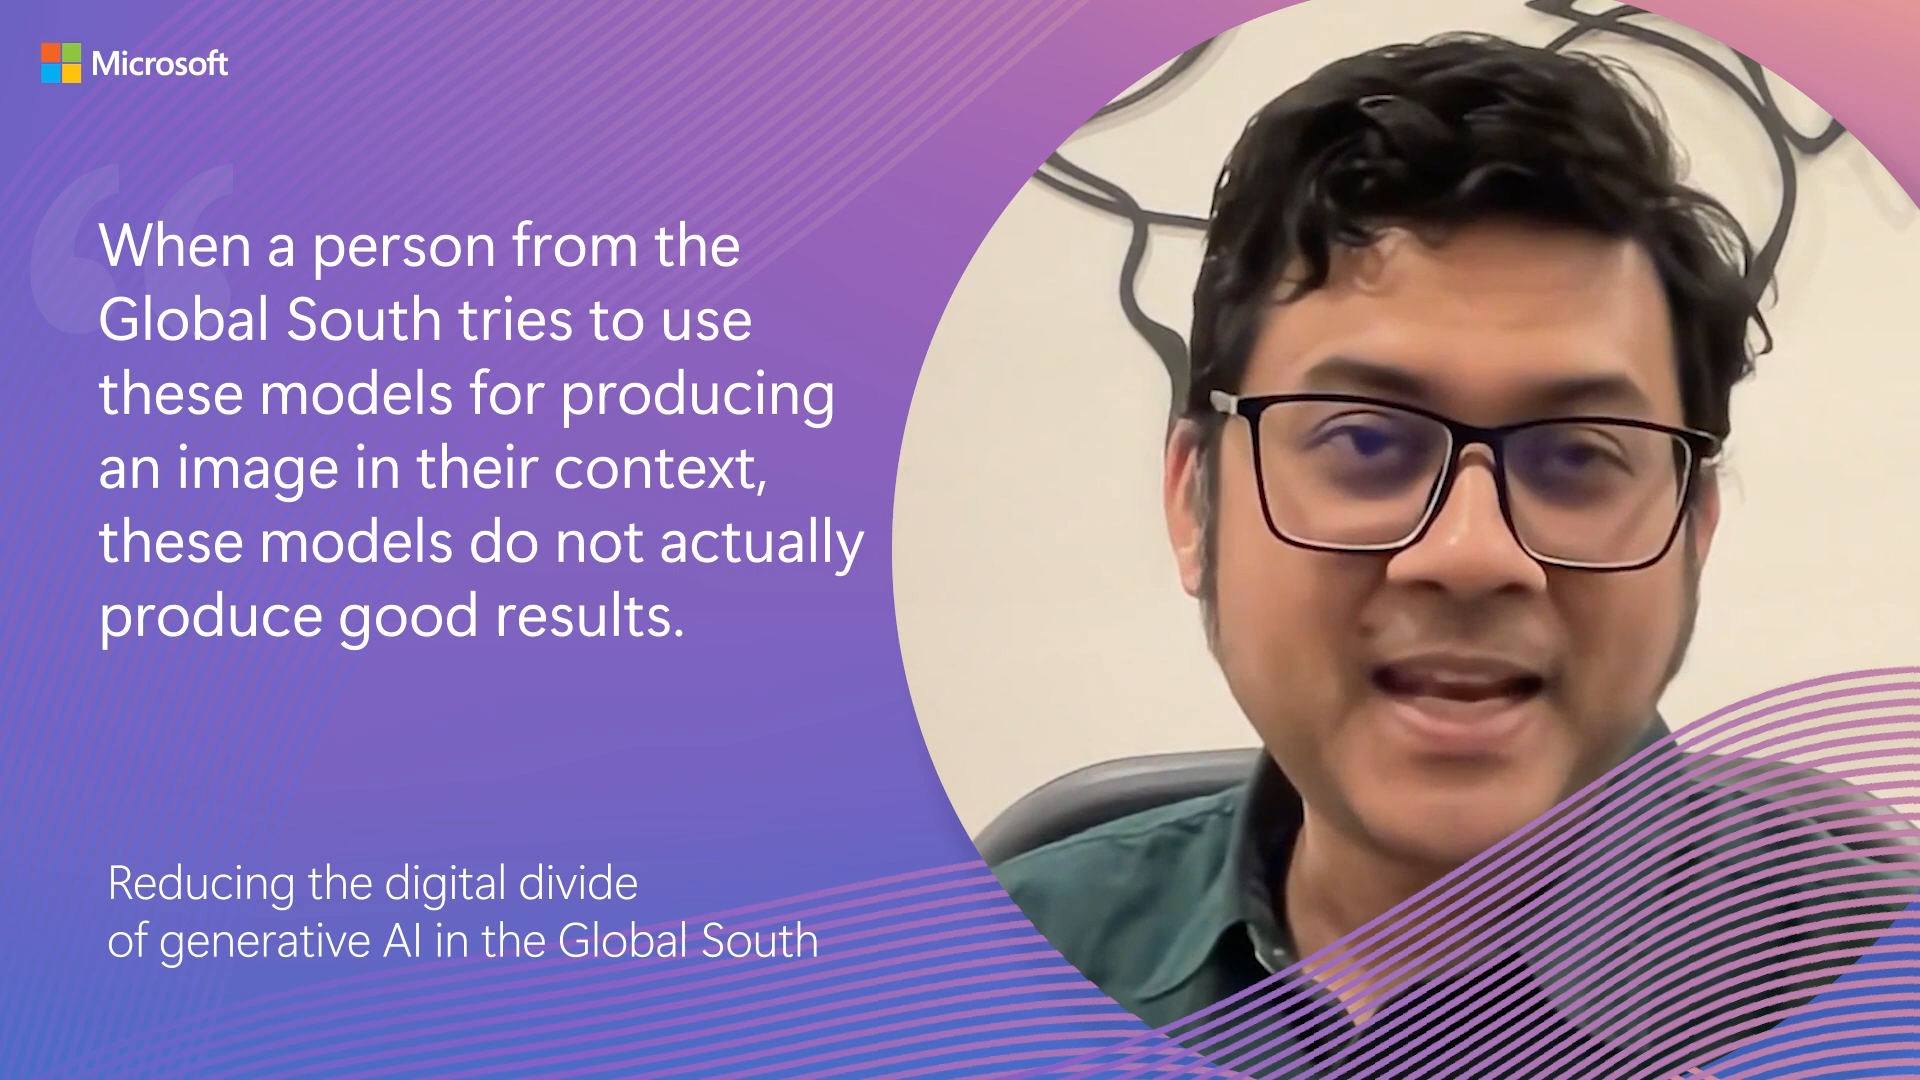 Microsoft
When a person from the
Global South tries to use
these models for producing
an image in their context,
these models do not actually
produce good results.
Reducing the digital divide
of generative AI in the Global South